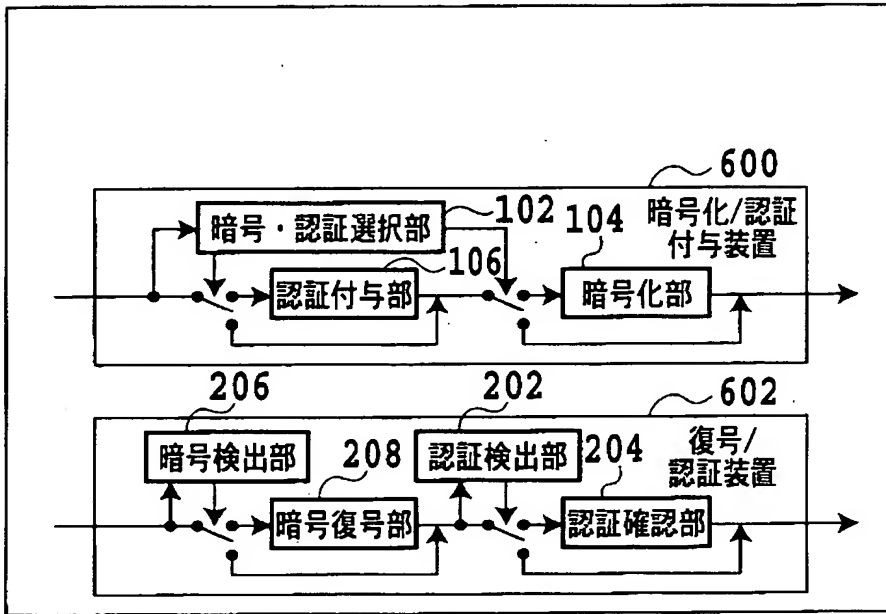 600
暗号・認証選択部
102
104
暗号化/認証
付与装置
106
認証付与部
暗号化部
206
202
602
暗号検出部
208
認証検出部
204
復号/
認証装置
暗号復号部
認証確認部